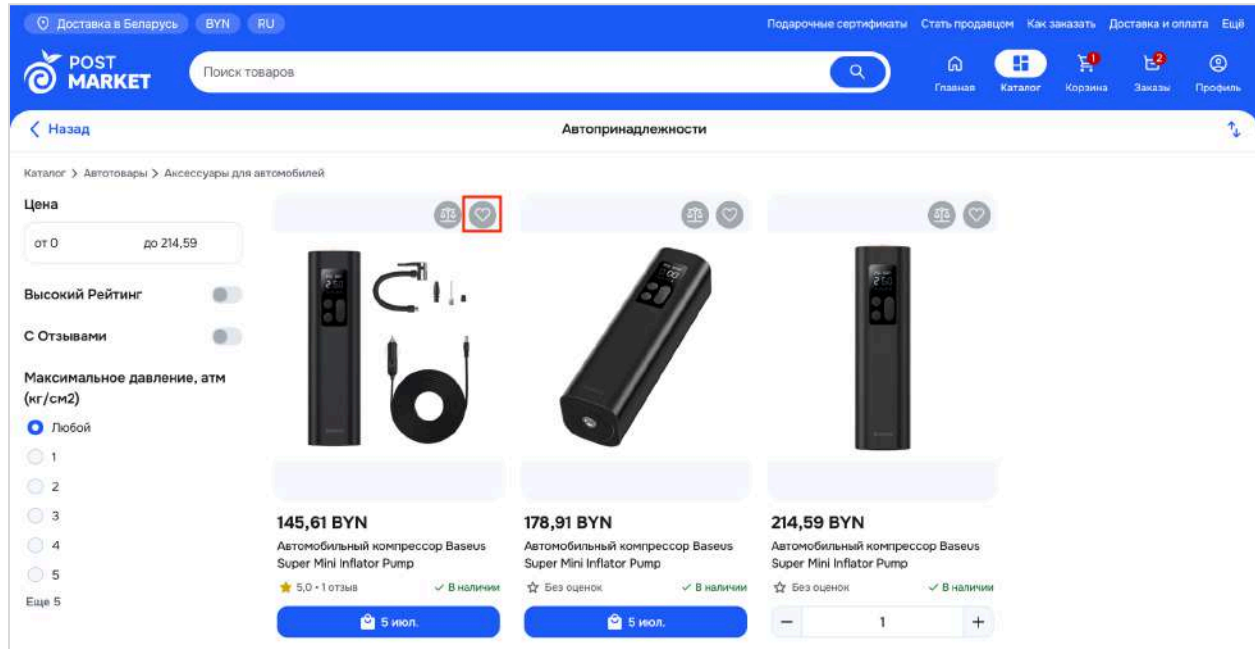 Доставка в Беларусь BYN RU
Подарочные сертификаты Стать продавцом Как заказать Доставка и оплата Ещё
POST
MARKET
Поиск товаров
Главная Каталог 1 Корзина 2 Заказы Профиль
Назад
Автопринадлежности
Каталог > Автотовары > Аксессуары для автомобилей
Цена
от 0 до 214,59
Высокий Рейтинг
С Отзывами
Максимальное давление, атм
(кг/см2)
Любой
1
2
3
4
5
Еще 5
145,61 BYN
Автомобильный компрессор Baseus
Super Mini Inflator Pump
5,0 • 1 отзыв В наличии
5 июл.
178,91 BYN
Автомобильный компрессор Baseus
Super Mini Inflator Pump
Без оценок В наличии
5 июл.
214,59 BYN
Автомобильный компрессор Baseus
Super Mini Inflator Pump
Без оценок В наличии
− 1 +